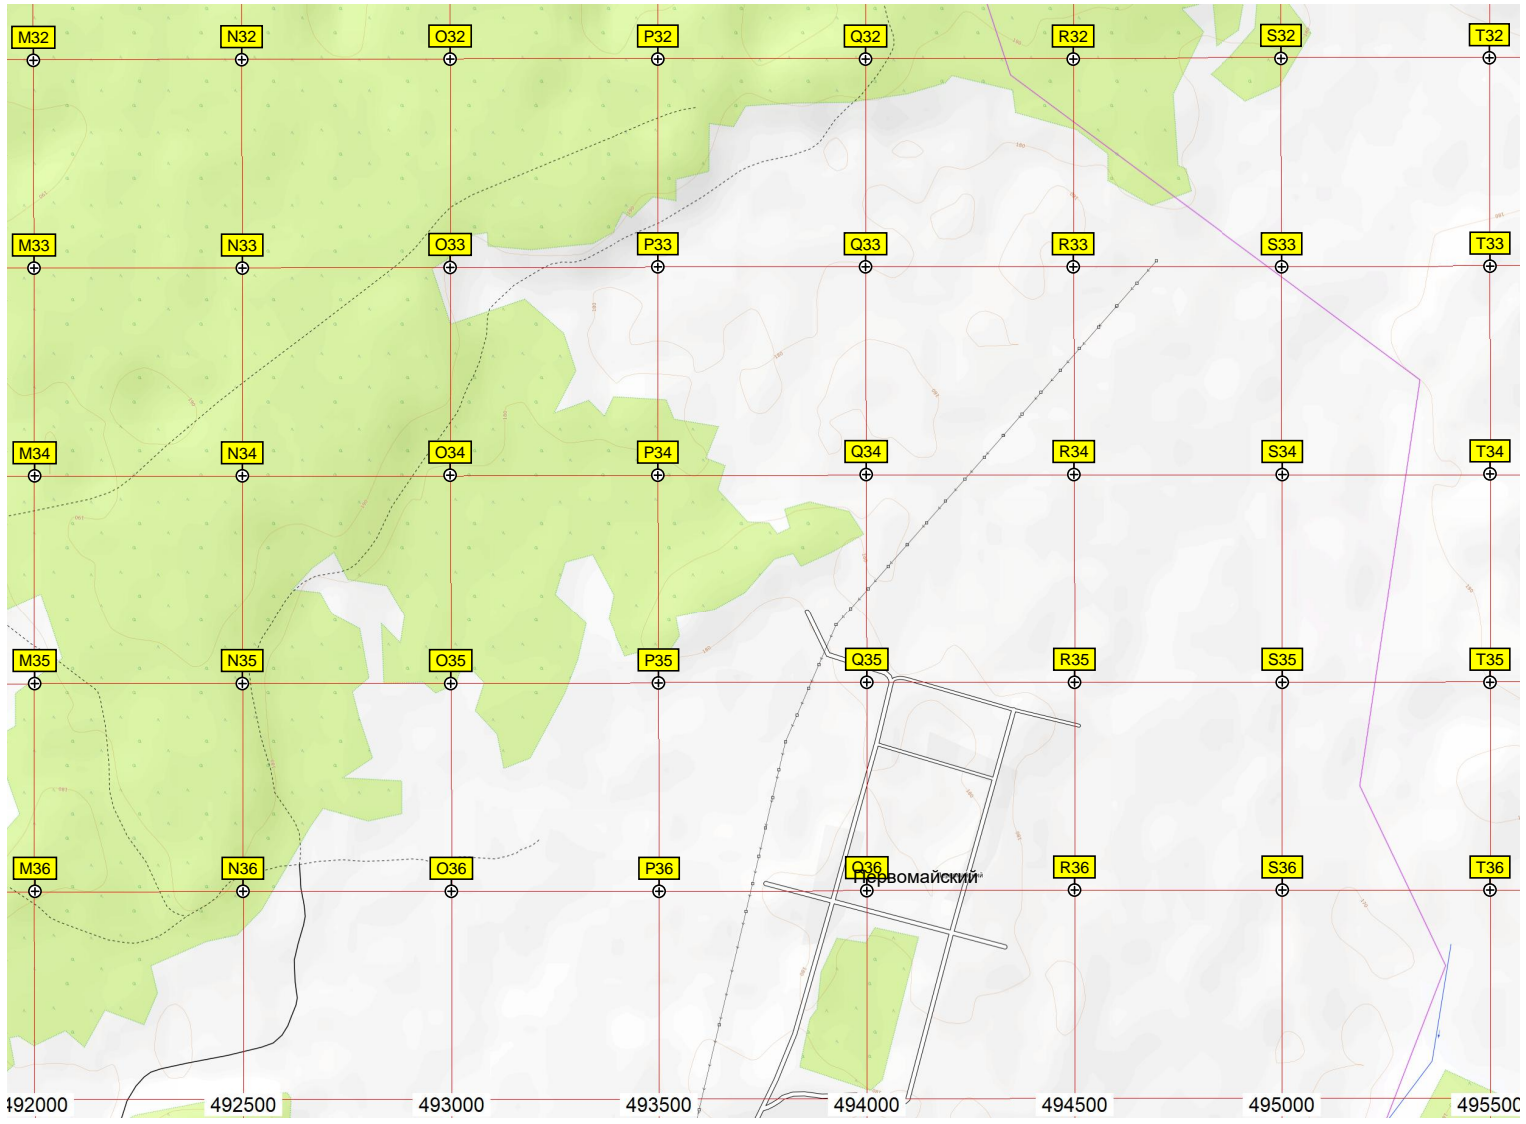 M32 N32 O32 P32 Q32 R32 S32 T32
M33 N33 O33 P33 Q33 R33 S33 T33
M34 N34 O34 P34 Q34 R34 S34 T34
M35 N35 O35 P35 Q35 R35 S35 T35
M36 N36 O36 P36 Q36 R36 S36 T36
Первомайский
492000 492500 493000 493500 494000 494500 495000 495500